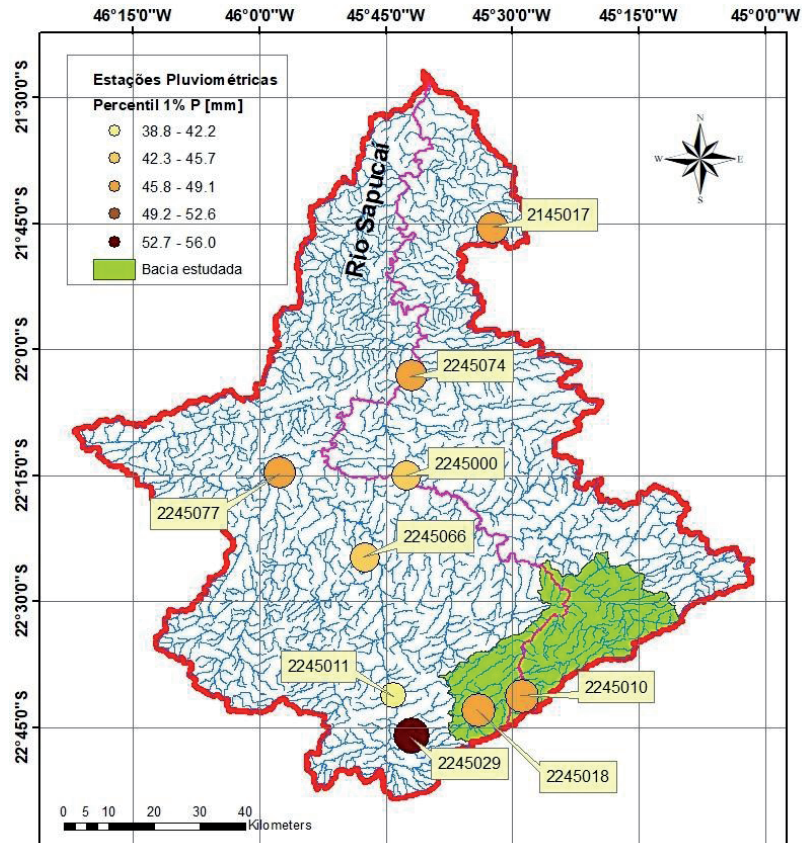 46°15'0"W 46°0'0"W 45°45'0"W 45°30'0"W 45°15'0"W 45°0'0"W
Estações Pluviométricas
Percentil 1% P [mm]
38.8 - 42.2
42.3 - 45.7
45.8 - 49.1
49.2 - 52.6
52.7 - 56.0
Bacia estudada
N
W E
S
21°30'0"S
21°45'0"S
22°0'0"S
22°15'0"S
22°30'0"S
22°45'0"S
Rio Sapucaí
2145017
2245074
2245000
2245077
2245066
2245011
2245010
2245029
2245018
0 5 10 20 30 40
Kilometers